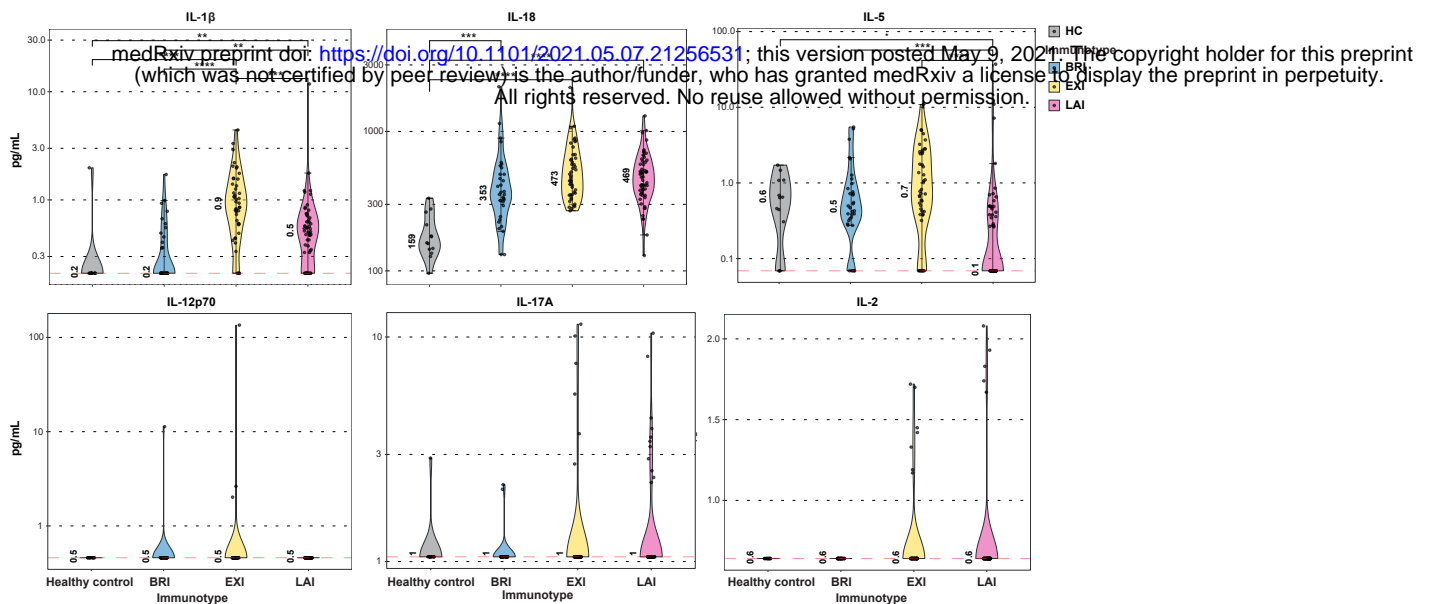 IL-1β
IL-18
IL-5
medRxiv preprint doi: https://doi.org/10.1101/2021.05.07.21256531; this version posted May 9, 2021. The copyright holder for this preprint
(which was not certified by peer review) is the author/funder, who has granted medRxiv a license to display the preprint in perpetuity.
All rights reserved. No reuse allowed without permission.
HC
Immunotype
BRI
EXI
LAI
pg/mL
30.0
10.0
3.0
1.0
0.3
**
**
****
0.2
0.2
0.9
0.5
3000
1000
300
100
***
****
159
353
473
469
100.0
10.0
1.0
0.1
*
***
0.6
0.5
0.7
0.1
IL-12p70
IL-17A
IL-2
pg/mL
100
10
1
0.5
0.5
0.5
0.5
10
3
1
1
1
1
1
2.0
1.5
1.0
0.6
0.6
0.6
0.6
Healthy control BRI EXI LAI
Immunotype
Healthy control BRI EXI LAI
Immunotype
Healthy control BRI EXI LAI
Immunotype